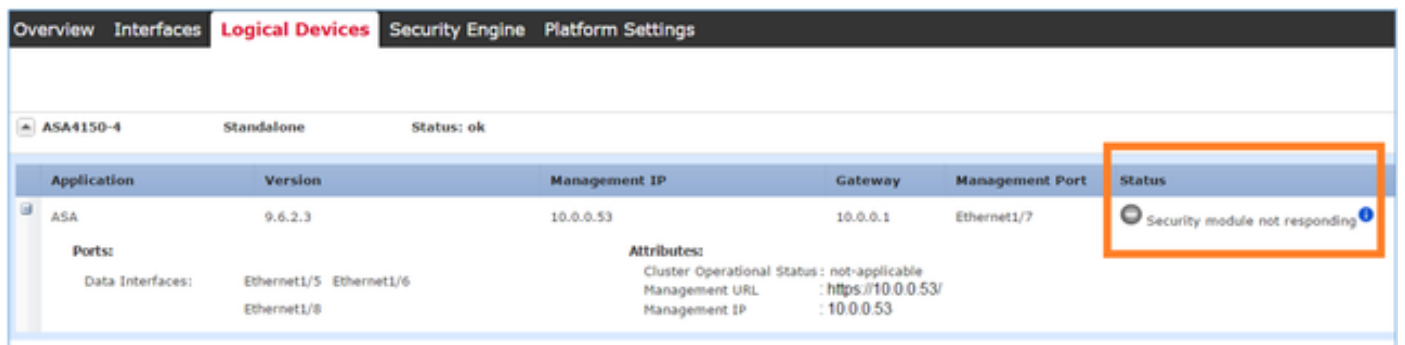 Overview Interfaces Logical Devices Security Engine Platform Settings
ASA4150-4 Standalone Status: ok
Application Version Management IP Gateway Management Port Status
ASA 9.6.2.3 10.0.0.53 10.0.0.1 Ethernet1/7 Security module not responding
Ports: Attributes:
Cluster Operational Status : not-applicable
Data Interfaces: Ethernet1/5 Ethernet1/6
Management URL : https://10.0.0.53/
Ethernet1/8 Management IP : 10.0.0.53